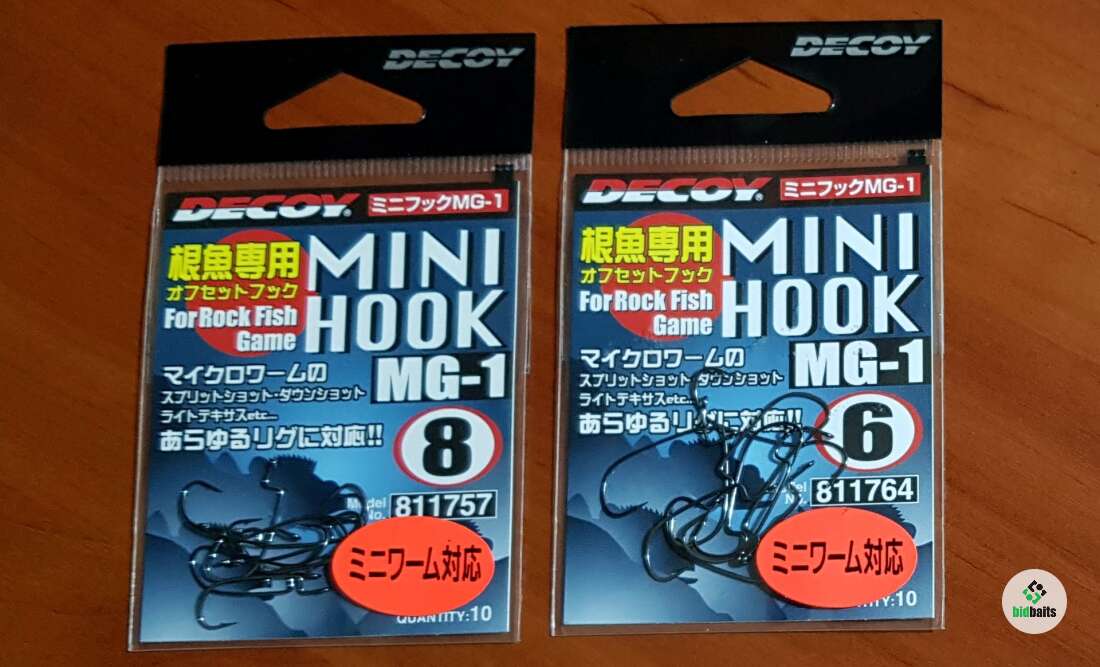 DECOY
DECOY® ミニフックMG-1
根魚専用
オフセットフック
For Rock Fish
Game
MINI
HOOK
MG-1
マイクロワームの
スプリットショット・ダウンショット
ライトテキサスetc...
あらゆるリグに対応!!
8
Model
No. 811757
ミニワーム対応
QUANTITY:10
DECOY
DECOY® ミニフックMG-1
根魚専用
オフセットフック
For Rock Fish
Game
MINI
HOOK
MG-1
マイクロワームの
スプリットショット・ダウンショット
ライトテキサスetc...
あらゆるリグに対応!!
6
No. 811764
ミニワーム対応
:10
bidbaits